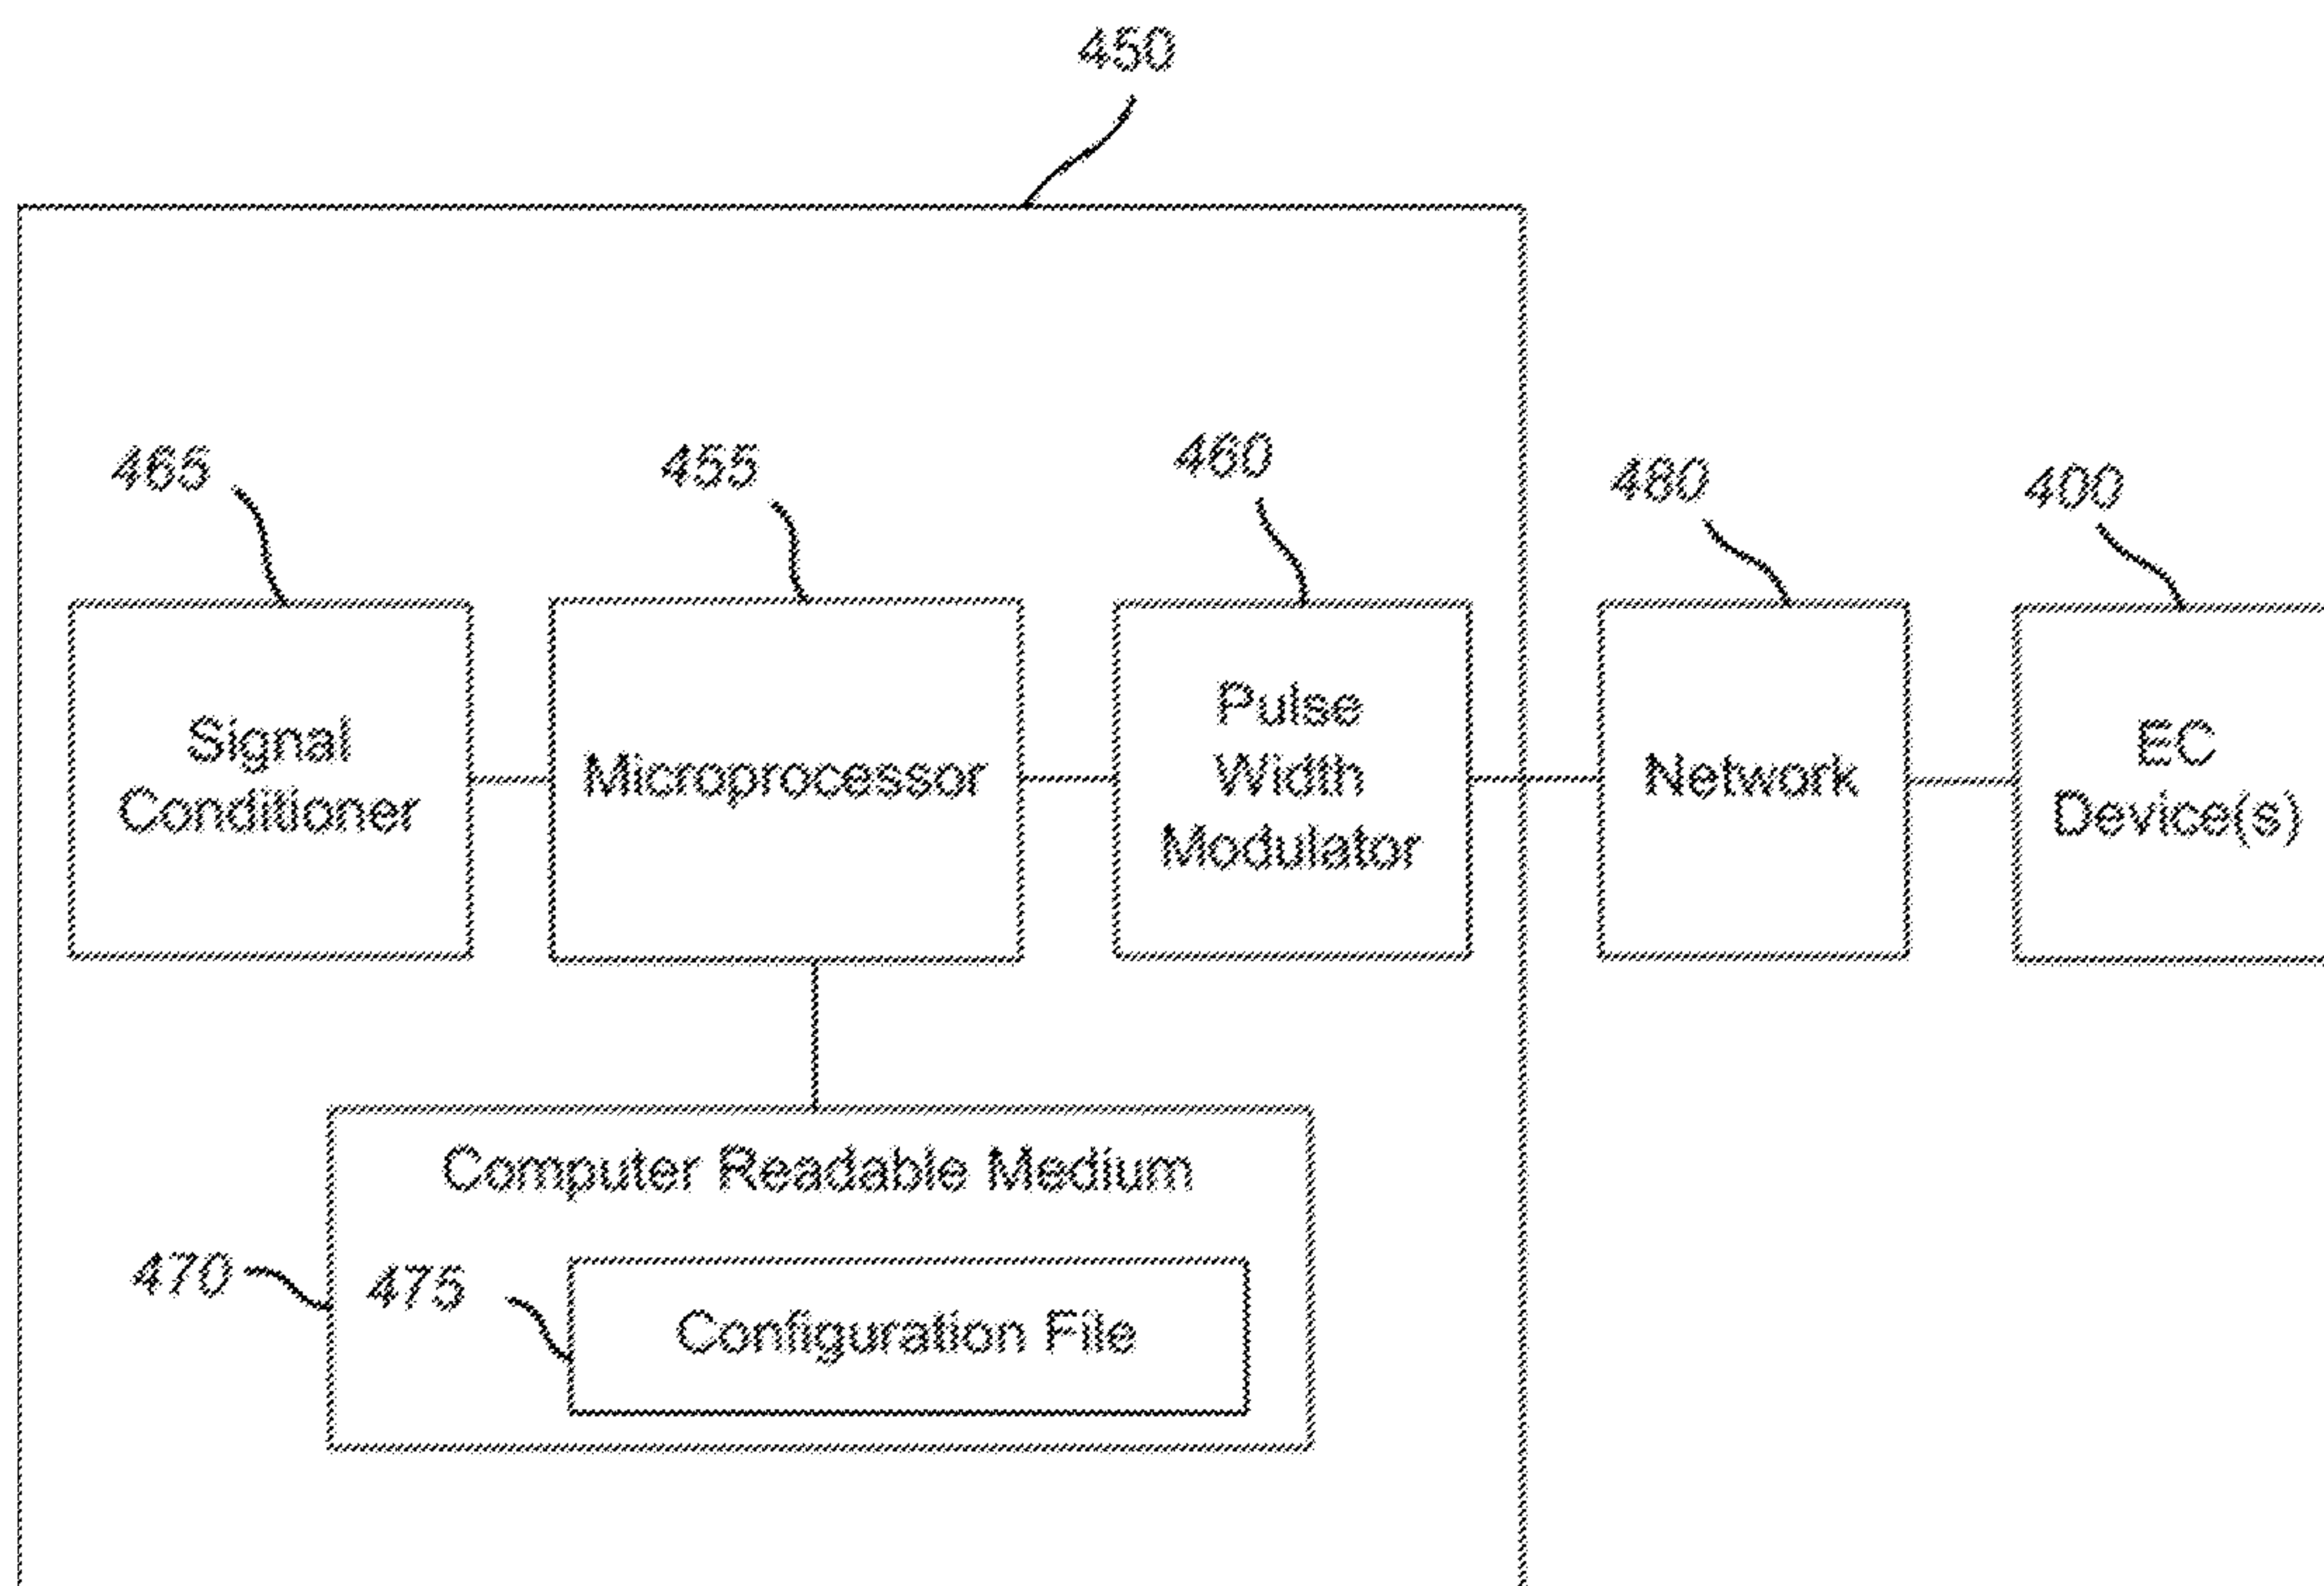 450
465
455
460
480
400
Signal
Conditioner
Microprocessor
Pulse
Width
Modulator
Network
EC
Device(s)
Computer Readable Medium
470
475
Configuration File